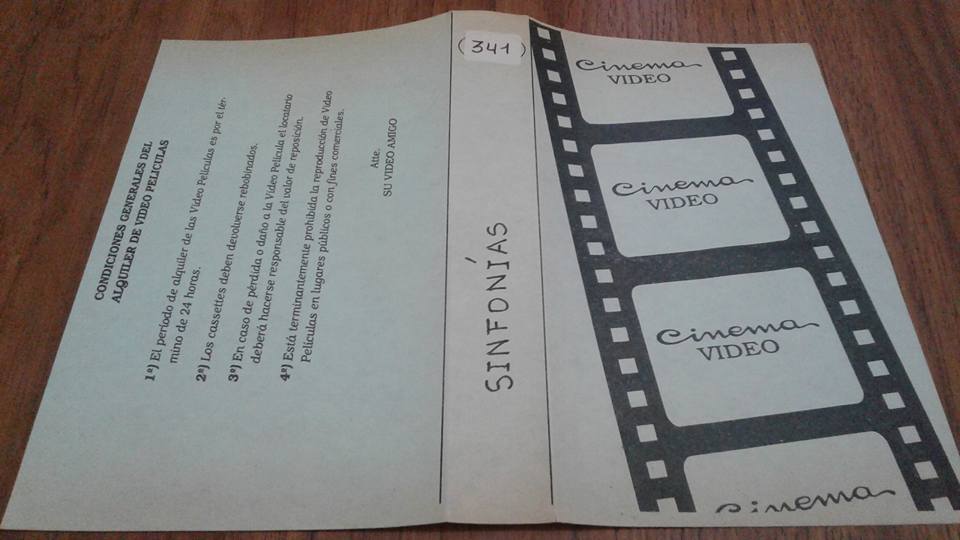 CONDICIONES GENERALES DEL
ALQUILER DE VIDEO PELICULAS
1º) El período de alquiler de las Video Películas es por el tér-
mino de 24 horas.
2º) Los cassettes deben devolverse rebobinados.
3º) En caso de pérdida o daño a la Video Película el locatario
deberá hacerse responsable del valor de reposición.
4º) Está terminantemente prohibida la reproducción de Video
Películas en lugares públicos o con fines comerciales.
Atte.
SU VIDEO AMIGO
(341)
SINFONÍAS
Cinema
VIDEO
Cinema
VIDEO
Cinema
VIDEO
Cinema